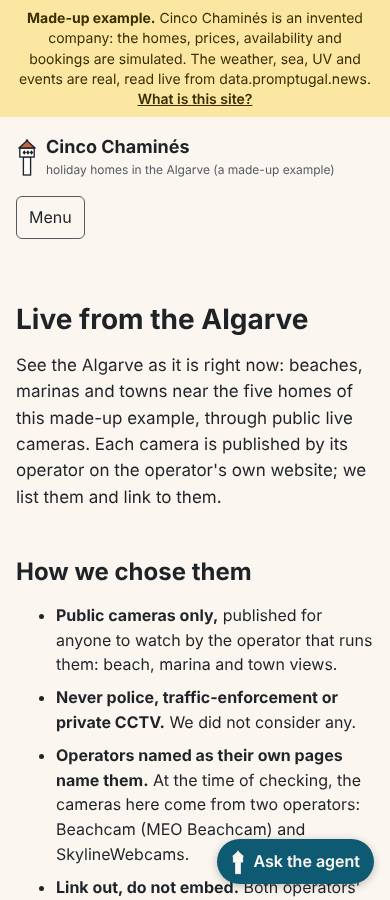 Made-up example. Cinco Chaminés is an invented
company: the homes, prices, availability and
bookings are simulated. The weather, sea, UV and
events are real, read live from data.promptugal.news.
What is this site?
Cinco Chaminés
holiday homes in the Algarve (a made-up example)
Menu
Live from the Algarve
See the Algarve as it is right now: beaches,
marinas and towns near the five homes of
this made-up example, through public live
cameras. Each camera is published by its
operator on the operator's own website; we
list them and link to them.
How we chose them
• Public cameras only, published for
anyone to watch by the operator that runs
them: beach, marina and town views.
• Never police, traffic-enforcement or
private CCTV. We did not consider any.
• Operators named as their own pages
name them. At the time of checking, the
cameras here come from two operators:
Beachcam (MEO Beachcam) and
SkylineWebcams.
Ask the agent
• Link out, do not embed. Both operators'